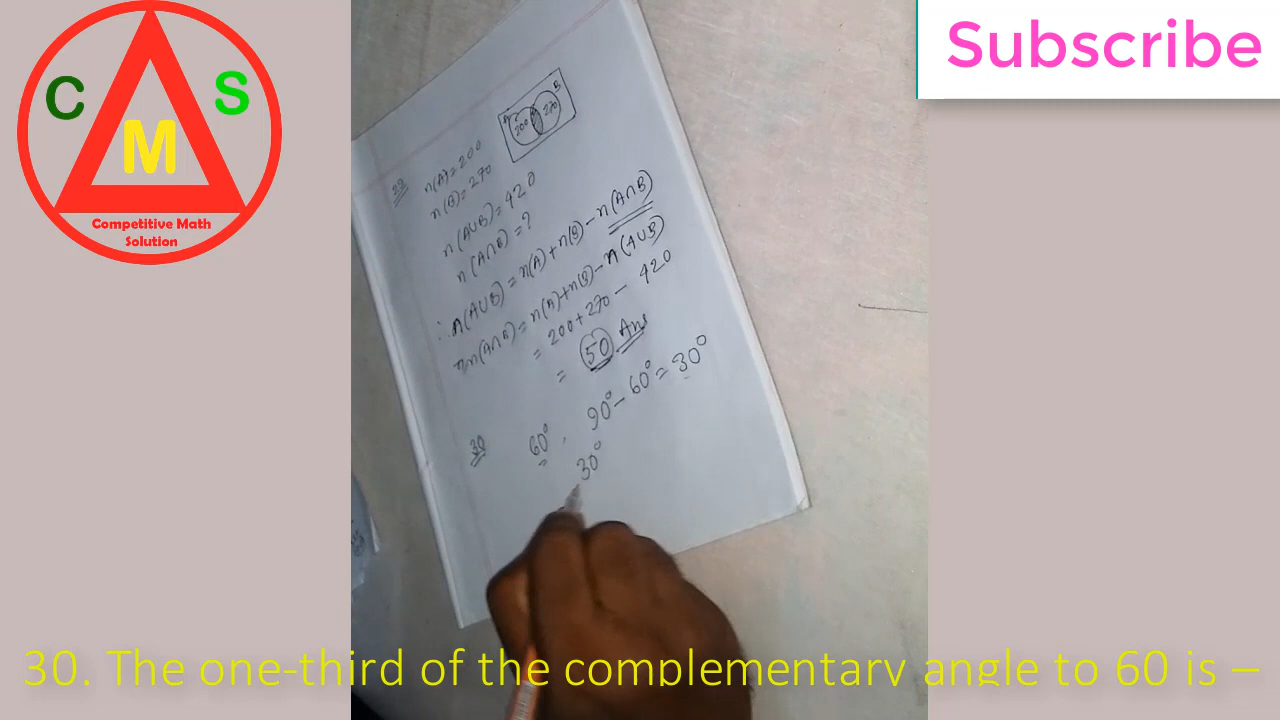 C S
M
Competitive Math
Solution
Subscribe
29
n(A)=200
n(B)=270
n(A∪B)=420
n(A∩B)=?
∴ n(A∪B)=n(A)+n(B)-n(A∩B)
n(A∩B)=n(A)+n(B)-n(A∪B)
= 200+270-420
= 50 Ans
A B
200 270
30
60°, 90°-60°=30°
30°
30. The one-third of the complementary angle to 60 is –